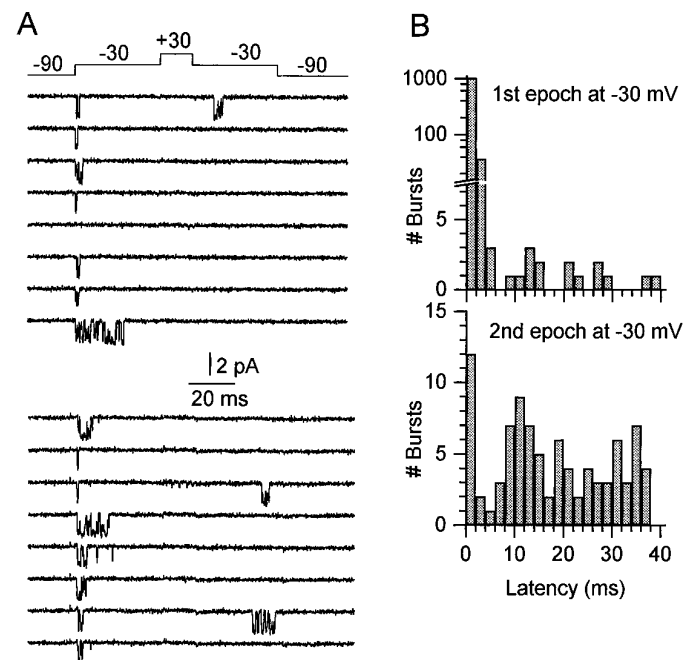 A
-90 -30 +30 -30 -90
2 pA
20 ms
B
1000
1st epoch at -30 mV
100
5
0
# Bursts
15
2nd epoch at -30 mV
10
5
0
# Bursts
0 10 20 30 40
Latency (ms)